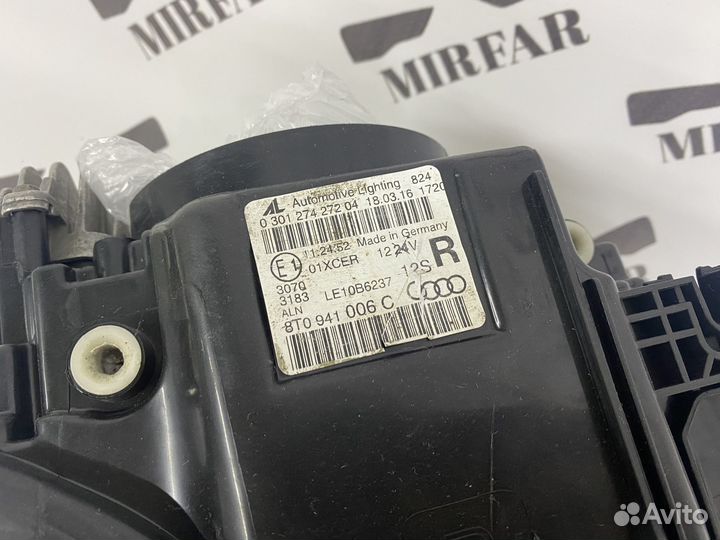 MIRFAR
MIRFAR
AL Automotive Lighting 824
0 301 274 272 04 18.03.16 1720
11:24:52 Made in Germany
E1 01XCER 12/24V R
3070
3183 LE10B6237 12S
ALN
8T0 941 006 C
Avito